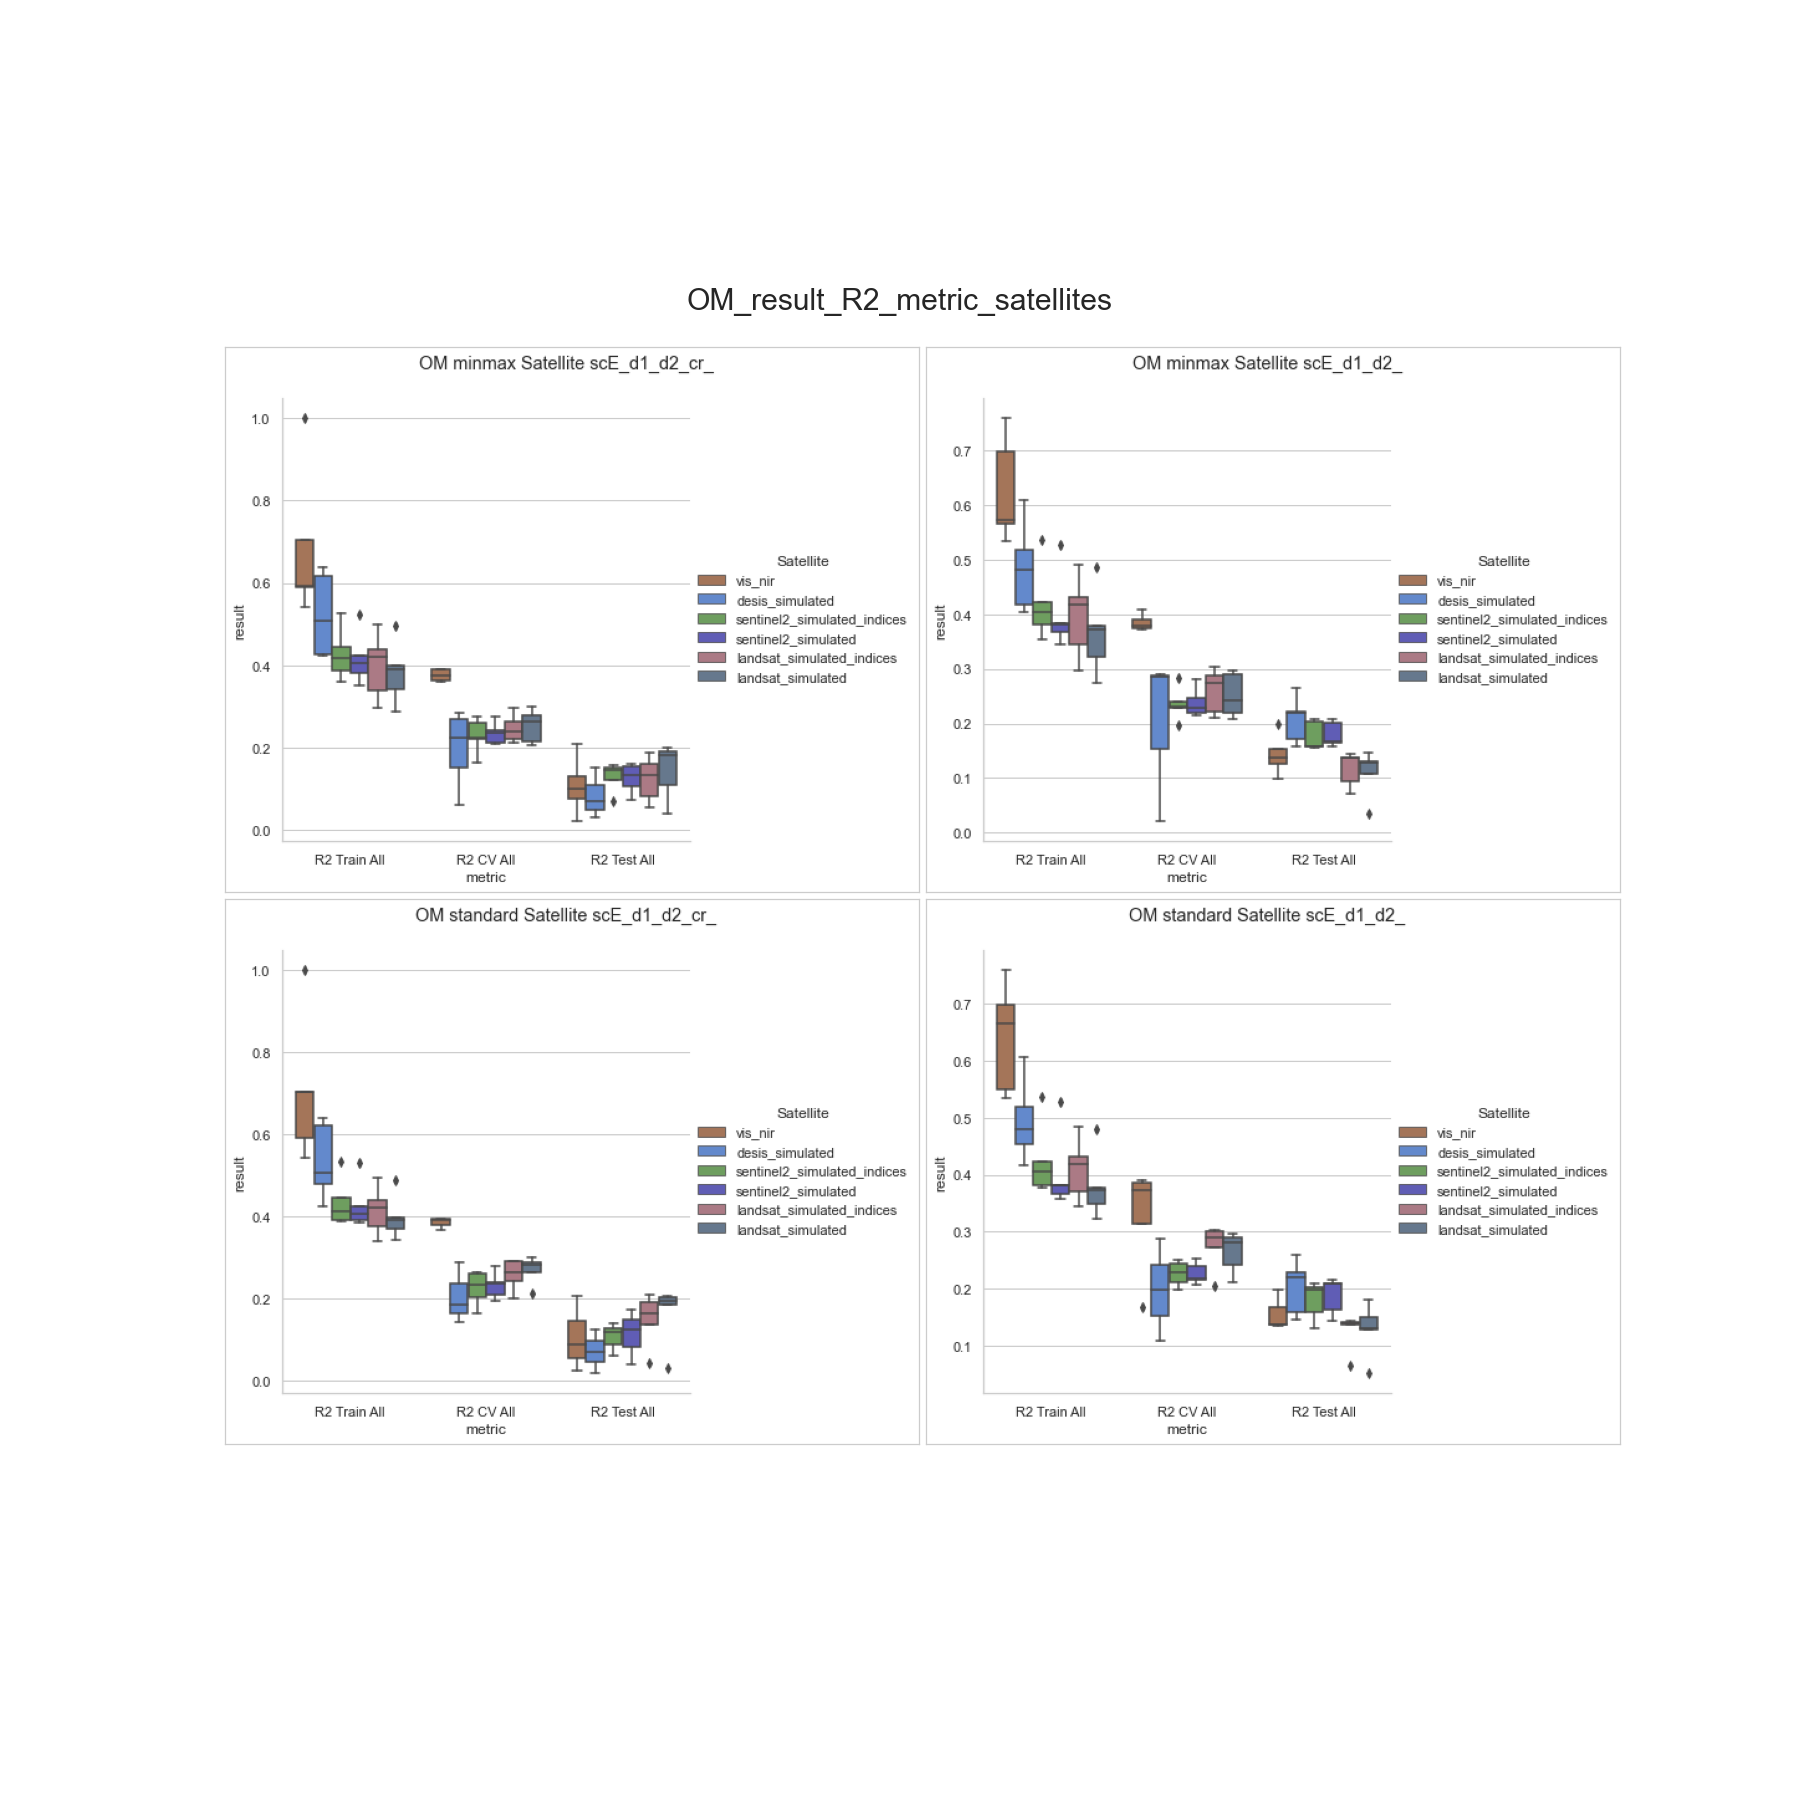 OM_result_R2_metric_satellites
OM minmax Satellite scE_d1_d2_cr_
1.0
0.8
0.6
0.4
0.2
0.0
result
R2 Train All
R2 CV All
R2 Test All
metric
Satellite
vis_nir
desis_simulated
sentinel2_simulated_indices
sentinel2_simulated
landsat_simulated_indices
landsat_simulated
OM minmax Satellite scE_d1_d2_
0.7
0.6
0.5
0.4
0.3
0.2
0.1
0.0
result
R2 Train All
R2 CV All
R2 Test All
metric
Satellite
vis_nir
desis_simulated
sentinel2_simulated_indices
sentinel2_simulated
landsat_simulated_indices
landsat_simulated
OM standard Satellite scE_d1_d2_cr_
1.0
0.8
0.6
0.4
0.2
0.0
result
R2 Train All
R2 CV All
R2 Test All
metric
Satellite
vis_nir
desis_simulated
sentinel2_simulated_indices
sentinel2_simulated
landsat_simulated_indices
landsat_simulated
OM standard Satellite scE_d1_d2_
0.7
0.6
0.5
0.4
0.3
0.2
0.1
result
R2 Train All
R2 CV All
R2 Test All
metric
Satellite
vis_nir
desis_simulated
sentinel2_simulated_indices
sentinel2_simulated
landsat_simulated_indices
landsat_simulated